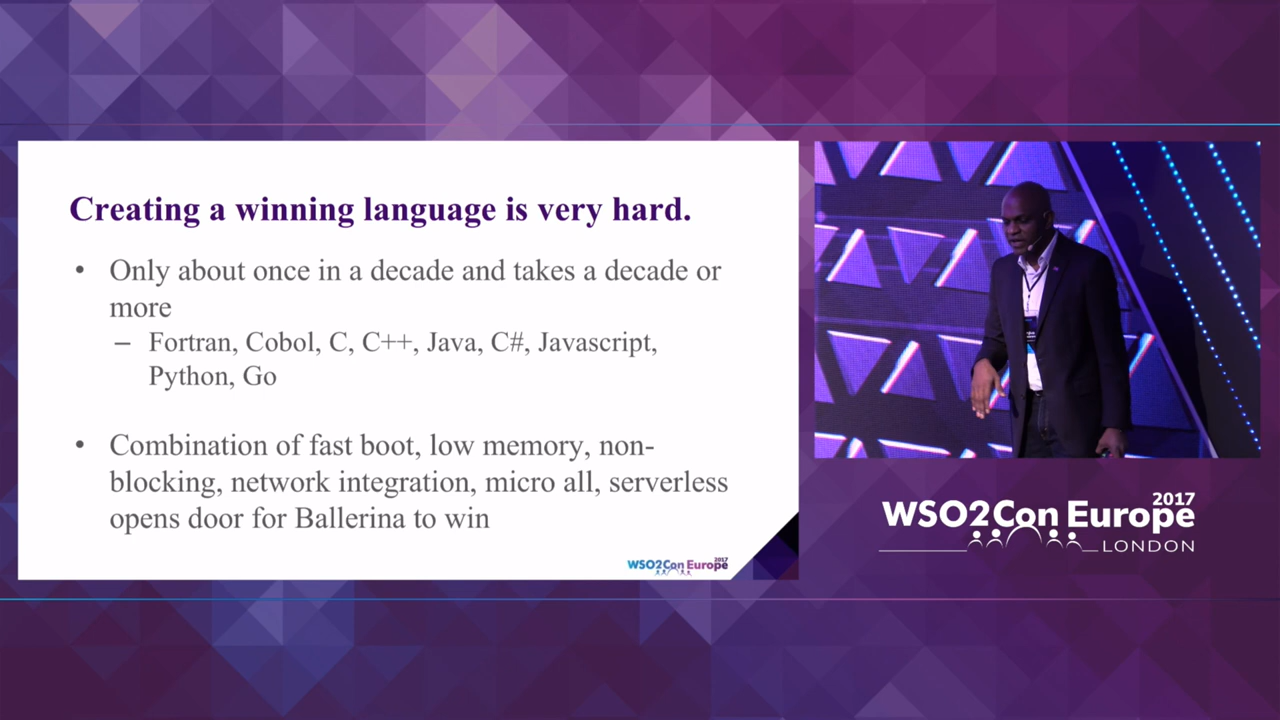 Creating a winning language is very hard.
• Only about once in a decade and takes a decade or
more
– Fortran, Cobol, C, C++, Java, C#, Javascript,
Python, Go
• Combination of fast boot, low memory, non-
blocking, network integration, micro all, serverless
opens door for Ballerina to win
WSO2Con Europe 2017
2017
WSO2Con Europe
LONDON